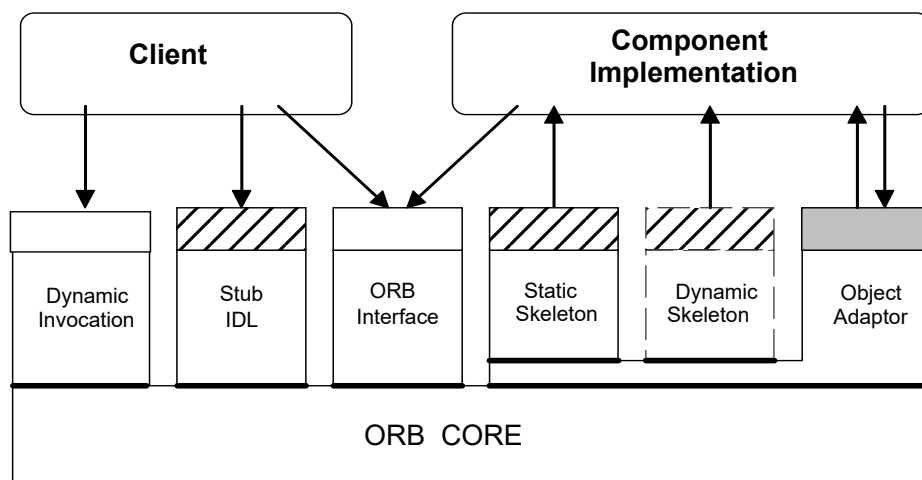 Client
Component
Implementation
Dynamic
Invocation
Stub
IDL
ORB
Interface
Static
Skeleton
Dynamic
Skeleton
Object
Adaptor
ORB CORE